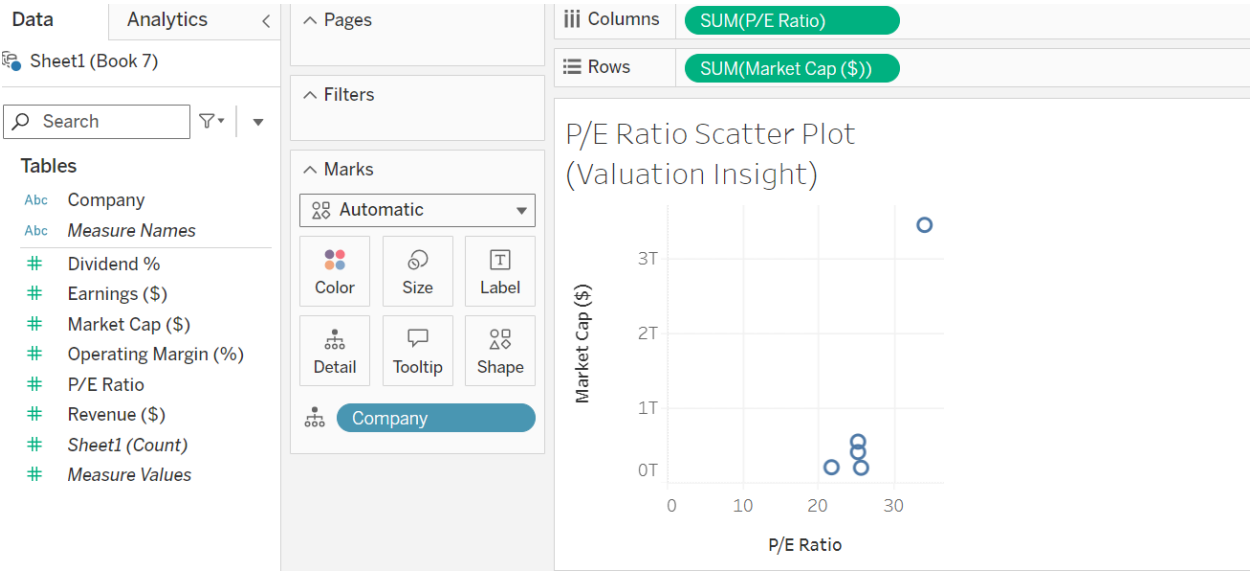 Data
Analytics
Sheet1 (Book 7)
Search
Tables
Abc Company
Abc Measure Names
# Dividend %
# Earnings ($)
# Market Cap ($)
# Operating Margin (%)
# P/E Ratio
# Revenue ($)
# Sheet1 (Count)
# Measure Values
Pages
Filters
Marks
Automatic
Color
Size
T
Label
Detail
Tooltip
Shape
Company
Columns
SUM(P/E Ratio)
Rows
SUM(Market Cap ($))
P/E Ratio Scatter Plot
(Valuation Insight)
Market Cap ($)
3T
2T
1T
0T
0 10 20 30
P/E Ratio